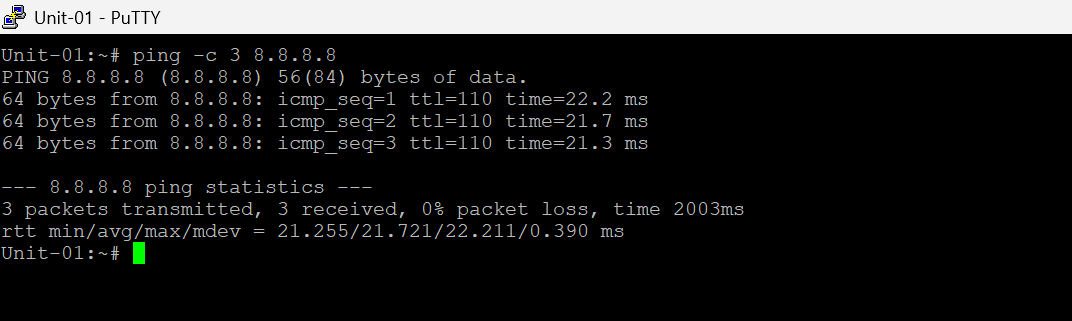 Unit-01 - PuTTY
Unit-01:~# ping -c 3 8.8.8.8
PING 8.8.8.8 (8.8.8.8) 56(84) bytes of data.
64 bytes from 8.8.8.8: icmp_seq=1 ttl=110 time=22.2 ms
64 bytes from 8.8.8.8: icmp_seq=2 ttl=110 time=21.7 ms
64 bytes from 8.8.8.8: icmp_seq=3 ttl=110 time=21.3 ms
--- 8.8.8.8 ping statistics ---
3 packets transmitted, 3 received, 0% packet loss, time 2003ms
rtt min/avg/max/mdev = 21.255/21.721/22.211/0.390 ms
Unit-01:~#